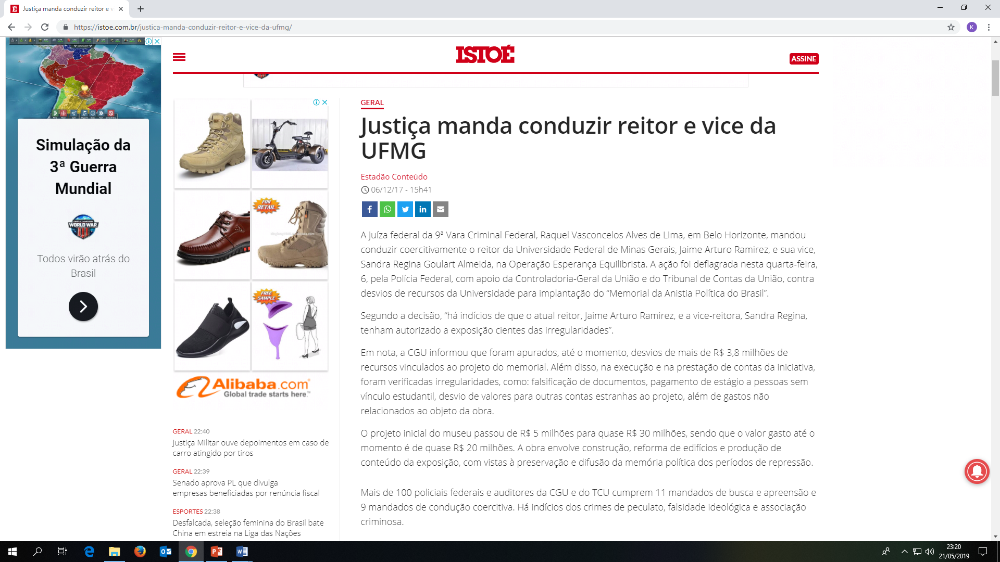 Justiça manda conduzir reitor e v
https://istoe.com.br/justica-manda-conduzir-reitor-e-vice-da-ufmg/
K
ISTOÉ
ASSINE
Simulação da
3ª Guerra
Mundial
WORLD WAR
Todos virão atrás do
Brasil
FOR
RETAIL
FREE
SAMPLE
Alibaba.com
Global trade starts here.™
GERAL 22:40
Justiça Militar ouve depoimentos em caso de
carro atingido por tiros
GERAL 22:39
Senado aprova PL que divulga
empresas beneficiadas por renúncia fiscal
ESPORTES 22:38
Desfalcada, seleção feminina do Brasil bate
China em estreia na Liga das Nações
GERAL
Justiça manda conduzir reitor e vice da
UFMG
Estadão Conteúdo
06/12/17 - 15h41
A juíza federal da 9ª Vara Criminal Federal, Raquel Vasconcelos Alves de Lima, em Belo Horizonte, mandou
conduzir coercitivamente o reitor da Universidade Federal de Minas Gerais, Jaime Arturo Ramirez, e sua vice,
Sandra Regina Goulart Almeida, na Operação Esperança Equilibrista. A ação foi deflagrada nesta quarta-feira,
6, pela Polícia Federal, com apoio da Controladoria-Geral da União e do Tribunal de Contas da União, contra
desvios de recursos da Universidade para implantação do “Memorial da Anistia Política do Brasil”.
Segundo a decisão, “há indícios de que o atual reitor, Jaime Arturo Ramirez, e a vice-reitora, Sandra Regina,
tenham autorizado a exposição cientes das irregularidades”.
Em nota, a CGU informou que foram apurados, até o momento, desvios de mais de R$ 3,8 milhões de
recursos vinculados ao projeto do memorial. Além disso, na execução e na prestação de contas da iniciativa,
foram verificadas irregularidades, como: falsificação de documentos, pagamento de estágio a pessoas sem
vínculo estudantil, desvio de valores para outras contas estranhas ao projeto, além de gastos não
relacionados ao objeto da obra.
O projeto inicial do museu passou de R$ 5 milhões para quase R$ 30 milhões, sendo que o valor gasto até o
momento é de quase R$ 20 milhões. A obra envolve construção, reforma de edifícios e produção de
conteúdo da exposição, com vistas à preservação e difusão da memória política dos períodos de repressão.
Mais de 100 policiais federais e auditores da CGU e do TCU cumprem 11 mandados de busca e apreensão e
9 mandados de condução coercitiva. Há indícios dos crimes de peculato, falsidade ideológica e associação
criminosa.
23:20
21/05/2019